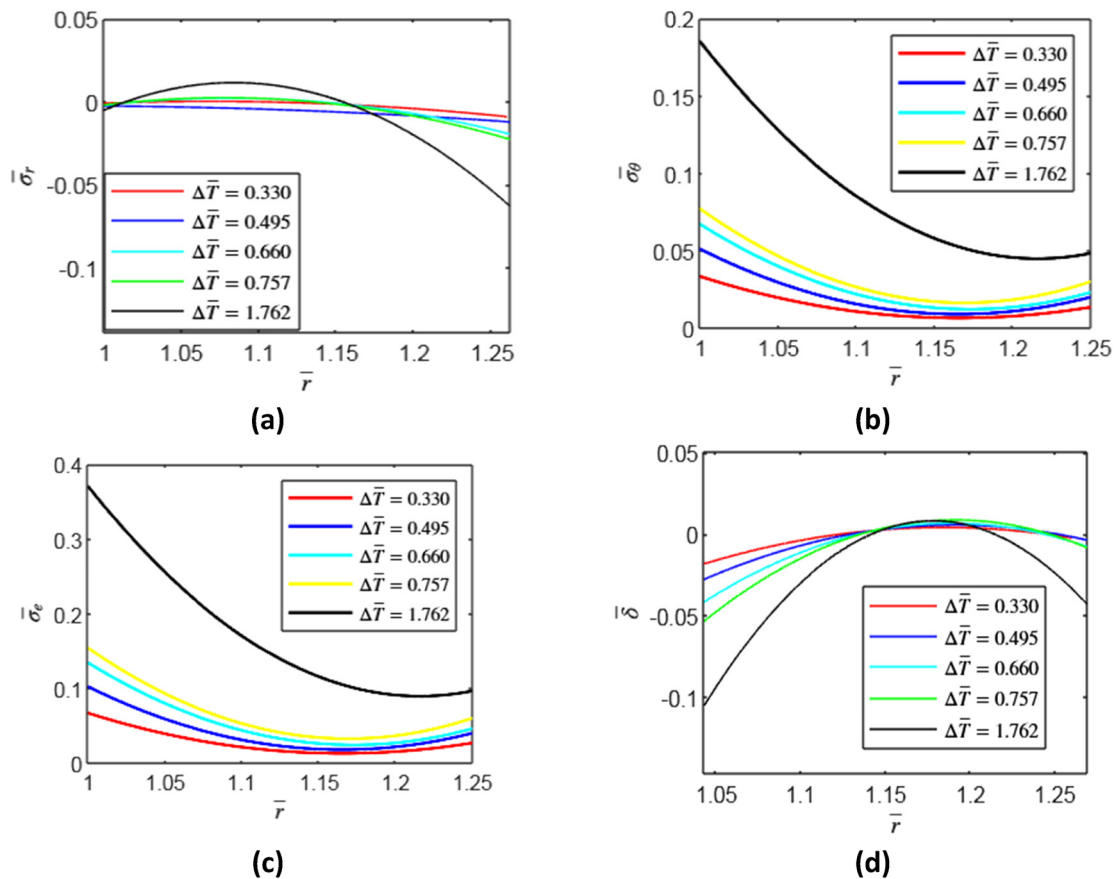 0.05
0
-0.05
-0.1
σ̅r
ΔT̅ = 0.330
ΔT̅ = 0.495
ΔT̅ = 0.660
ΔT̅ = 0.757
ΔT̅ = 1.762
1 1.05 1.1 1.15 1.2 1.25
r̅
(a)
0.2
0.15
0.1
0.05
0
σ̅θ
ΔT̅ = 0.330
ΔT̅ = 0.495
ΔT̅ = 0.660
ΔT̅ = 0.757
ΔT̅ = 1.762
1 1.05 1.1 1.15 1.2 1.25
r̅
(b)
0.4
0.3
0.2
0.1
0
σ̅e
ΔT̅ = 0.330
ΔT̅ = 0.495
ΔT̅ = 0.660
ΔT̅ = 0.757
ΔT̅ = 1.762
1 1.05 1.1 1.15 1.2 1.25
r̅
(c)
0.05
0
-0.05
-0.1
δ̅
ΔT̅ = 0.330
ΔT̅ = 0.495
ΔT̅ = 0.660
ΔT̅ = 0.757
ΔT̅ = 1.762
1.05 1.1 1.15 1.2 1.25
r̅
(d)